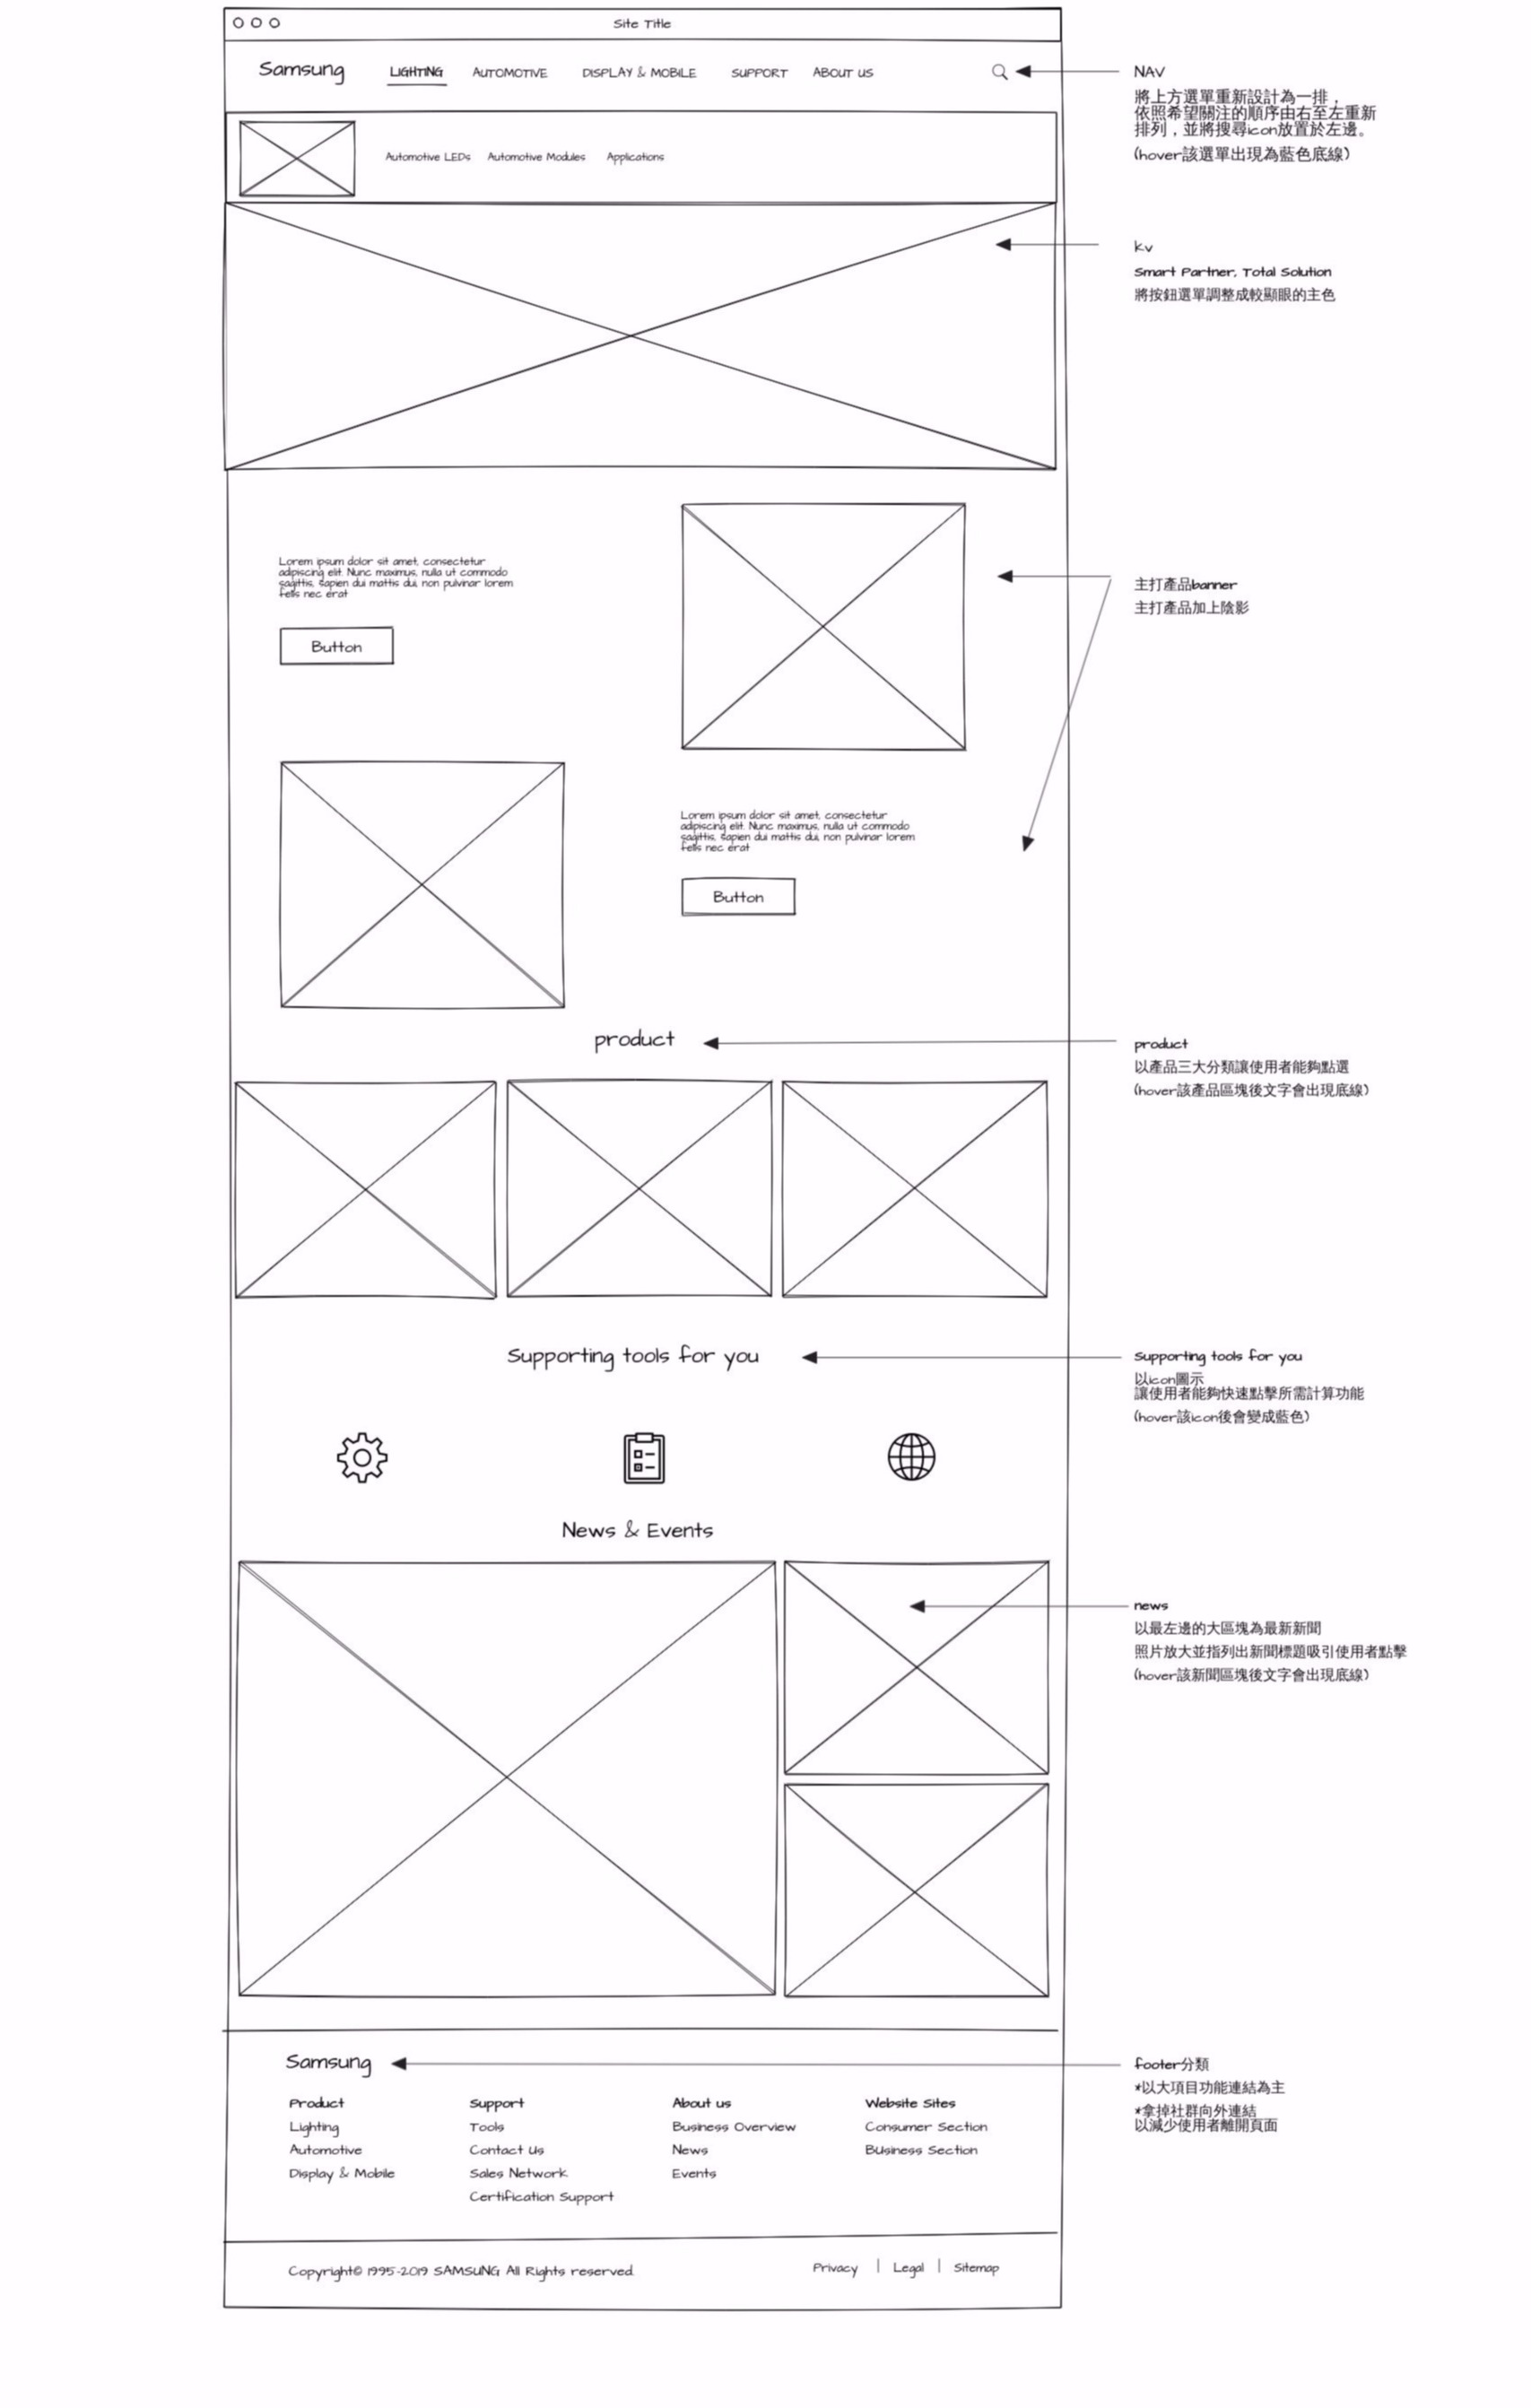 Site Title
Samsung LIGHTING AUTOMOTIVE DISPLAY & MOBILE SUPPORT ABOUT US
NAV
將上方選單重新設計為一排，
依照希望關注的順序由右至左重新
排列，並將搜尋icon放置於左邊。
(hover該選單出現為藍色底線)
Automotive LEDs Automotive Modules Applications
kv
Smart Partner, Total Solution
將按鈕選單調整成較顯眼的主色
Lorem ipsum dolor sit amet, consectetur
adipiscing elit. Nunc maximus, nulla ut commodo
sagittis, sapien dui mattis dui, non pulvinar lorem
felis nec erat
Button
主打產品banner
主打產品加上陰影
Lorem ipsum dolor sit amet, consectetur
adipiscing elit. Nunc maximus, nulla ut commodo
sagittis, sapien dui mattis dui, non pulvinar lorem
felis nec erat
Button
product
product
以產品三大分類讓使用者能夠點選
(hover該產品區塊後文字會出現底線)
Supporting tools for you
Supporting tools for you
以icon圖示
讓使用者能夠快速點擊所需計算功能
(hover該icon後會變成藍色)
News & Events
news
以最左邊的大區塊為最新新聞
照片放大並指列出新聞標題吸引使用者點擊
(hover該新聞區塊後文字會出現底線)
Samsung
footer分類
*以大項目功能連結為主
*拿掉社群向外連結
以減少使用者離開頁面
Product
Lighting
Automotive
Display & Mobile
Support
Tools
Contact Us
Sales Network
Certification Support
About us
Business Overview
News
Events
Website Sites
Consumer Section
BUsiness Section
Copyright© 1995-2019 SAMSUNG All Rights reserved.
Privacy | Legal | Sitemap